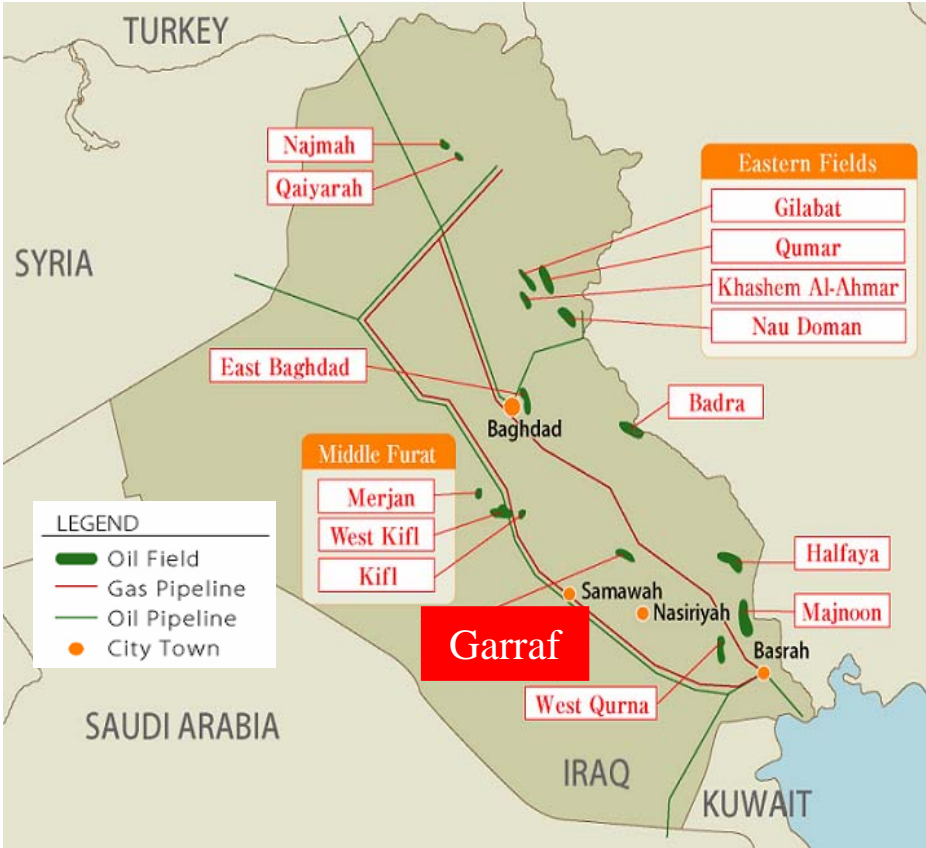 TURKEY
Najmah
Qaiyarah
Eastern Fields
Gilabat
Qumar
Khashem Al-Ahmar
Nau Doman
SYRIA
East Baghdad
Badra
Baghdad
Middle Furat
Merjan
West Kifl
Kifl
LEGEND
Oil Field
Gas Pipeline
Oil Pipeline
City Town
Halfaya
Samawah
Nasiriyah
Majnoon
Garraf
Basrah
West Qurna
SAUDI ARABIA
IRAQ
KUWAIT